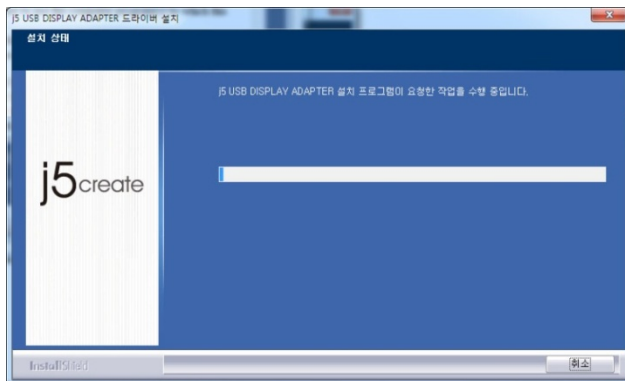 j5 USB DISPLAY ADAPTER 드라이버 설치
설치 상태
j5 USB DISPLAY ADAPTER 설치 프로그램이 요청한 작업을 수행 중입니다.
j5create
InstallShield
취소